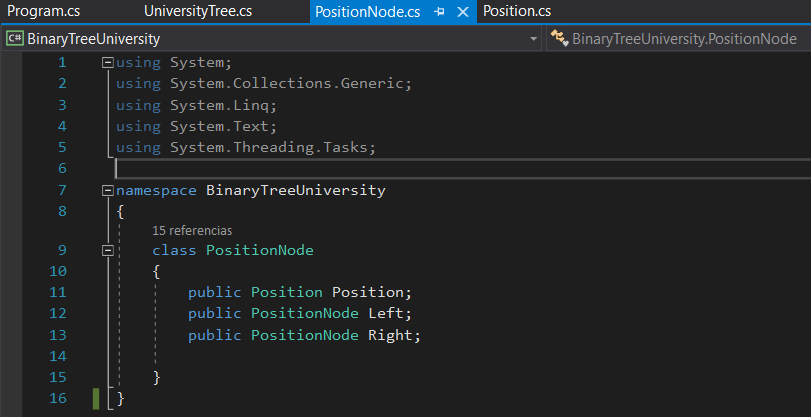 Program.cs UniversityTree.cs PositionNode.cs Position.cs
C# BinaryTreeUniversity BinaryTreeUniversity.PositionNode
1 using System;
2 using System.Collections.Generic;
3 using System.Linq;
4 using System.Text;
5 using System.Threading.Tasks;
6
7 namespace BinaryTreeUniversity
8 {
15 referencias
9 class PositionNode
10 {
11 public Position Position;
12 public PositionNode Left;
13 public PositionNode Right;
14
15 }
16 }